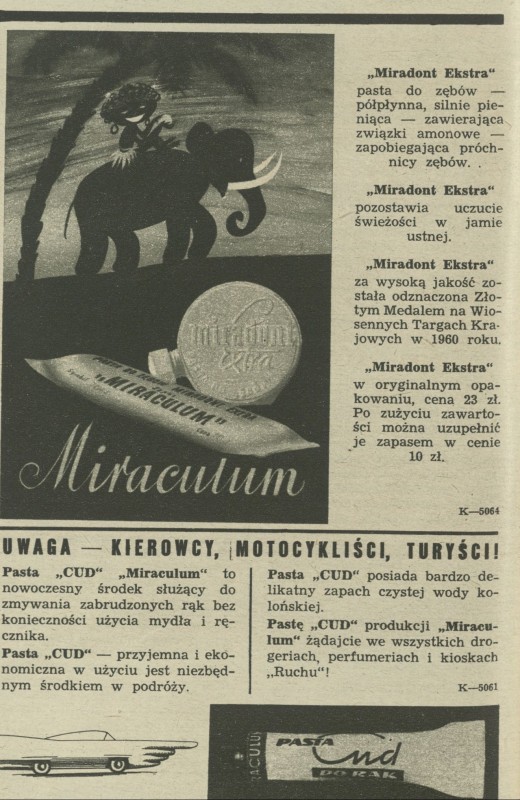 „Miradont Ekstra“
pasta do zębów —
półpłynna, silnie pie-
niąca — zawierająca
związki amonowe —
zapobiegająca próch-
nicy zębów.
„Miradont Ekstra“
pozostawia uczucie
świeżości w jamie
ustnej.
„Miradont Ekstra“
za wysoką jakość zo-
stała odznaczona Zło-
tym Medalem na Wio-
sennych Targach Kra-
jowych w 1960 roku.
„Miradont Ekstra“
w oryginalnym opa-
kowaniu, cena 23 zł.
Po zużyciu zawarto-
ści można uzupełnić
je zapasem w cenie
10 zł.
K—5064
miradont
Extra
„MIRACULUM”
Miraculum
UWAGA — KIEROWCY, MOTOCYKLIŚCI, TURYŚCI!
Pasta „CUD“ „Miraculum“ to
nowoczesny środek służący do
zmywania zabrudzonych rąk bez
konieczności użycia mydła i rę-
cznika.
Pasta „CUD“ — przyjemna i eko-
nomiczna w użyciu jest niezbęd-
nym środkiem w podróży.
Pasta „CUD“ posiada bardzo de-
likatny zapach czystej wody ko-
lońskiej.
Pastę „CUD“ produkcji „Miracu-
lum“ żądajcie we wszystkich dro-
geriach, perfumeriach i kioskach
„Ruchu“!
K—5061
PASTA
Cud
DO RĄK